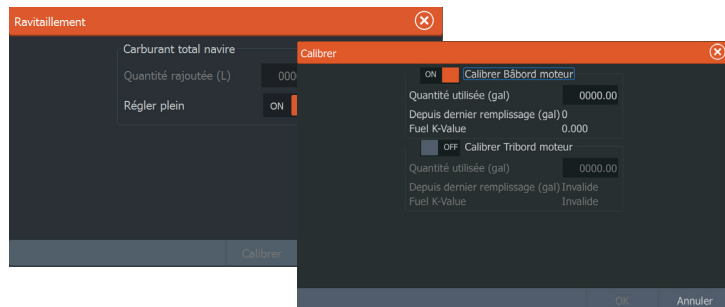 Ravitaillement
Carburant total navire
Quantité rajoutée (L)
Régler plein ON
Calibrer
Calibrer
ON Calibrer Bâbord moteur
Quantité utilisée (gal) 0000.00
Depuis dernier remplissage (gal) 0
Fuel K-Value 0.000
OFF Calibrer Tribord moteur
Quantité utilisée (gal) 0000.00
Depuis dernier remplissage (gal) Invalide
Fuel K-Value Invalide
OK Annuler